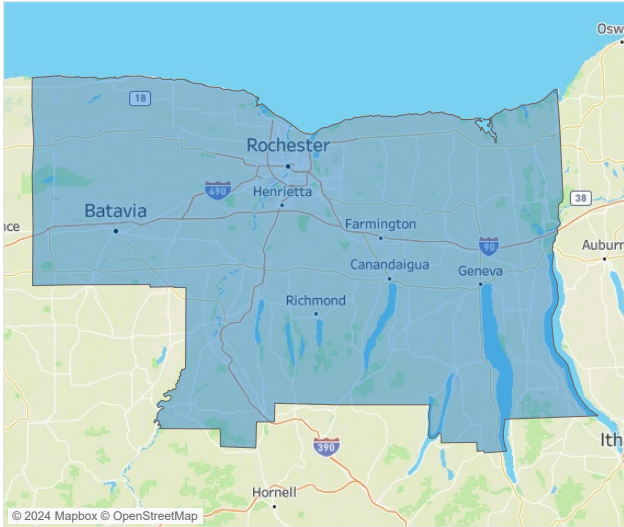 Osw
18
Rochester
490
Henrietta
Batavia
38
nce
Farmington
90
Auburn
Canandaigua
Geneva
Richmond
Ith
390
Hornell
© 2024 Mapbox © OpenStreetMap